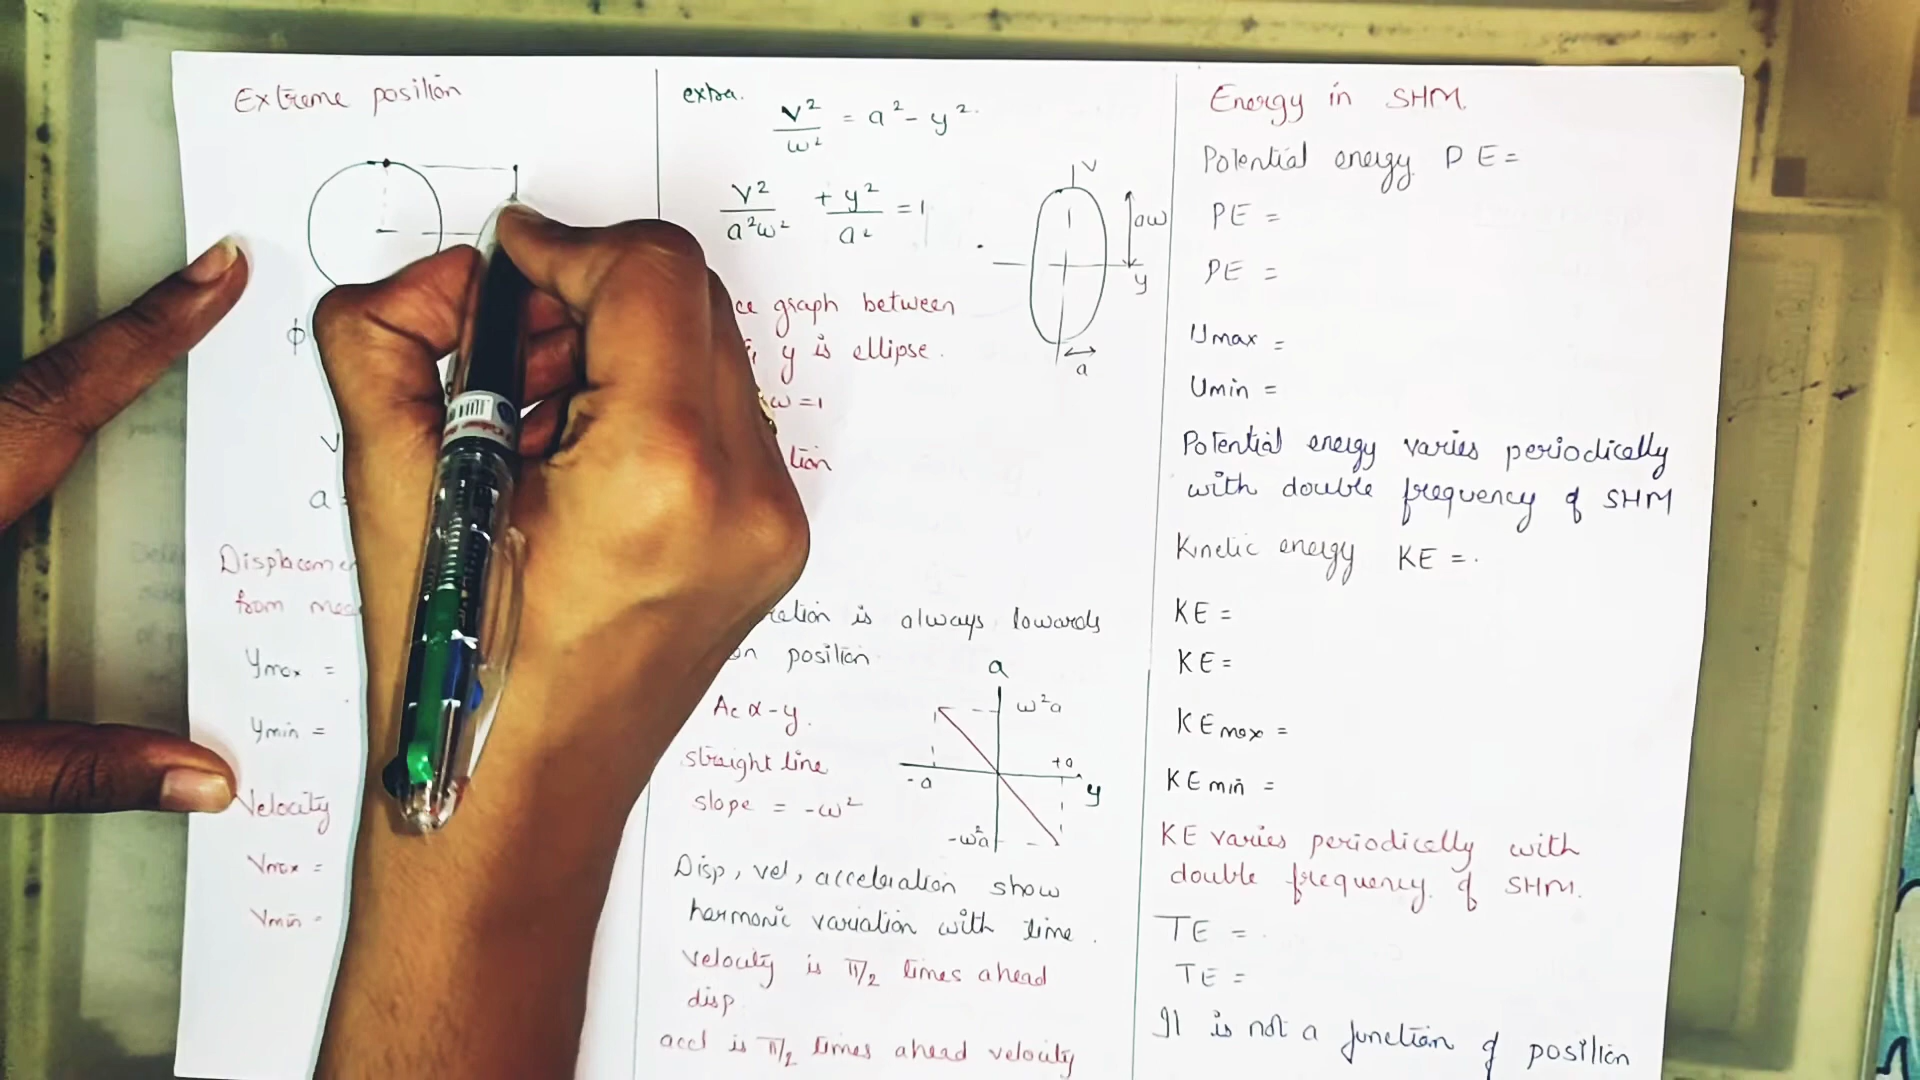 Extreme position
ϕ
V
a =
Displacem
from mea
ymax =
ymin =
Velocity
Vmax =
Vmin =
extra.
V²/ω² = a² - y²
V²/a²ω² + y²/a² = 1
V
aω
y
a
ce graph between
y is ellipse.
ω = 1
tion
ration is always towards
position
Ac α - y.
straight line
slope = -ω²
a
ω²a
+a
-a
y
-ω²a
Disp, vel, acceleration show
harmonic variation with time.
velocity is π/2 times ahead
disp
accl is π/2 times ahead velocity
Energy in SHM.
Potential energy PE =
PE =
PE =
Umax =
Umin =
Potential energy varies periodically
with double frequency of SHM
Kinetic energy KE =
KE =
KE =
KEmax =
KEmin =
KE varies periodically with
double frequency of SHM.
TE =
TE =
It is not a function of position